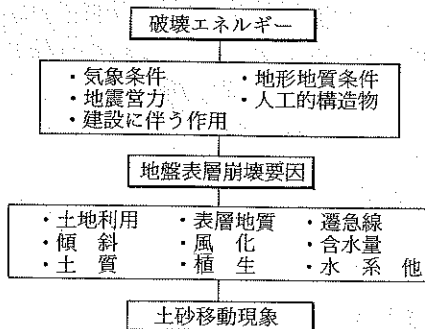 破壊エネルギー
・気象条件 ・地形地質条件
・地震営力 ・人工的構造物
・建設に伴う作用
地盤表層崩壊要因
・土地利用 ・表層地質 ・遷急線
・傾 斜 ・風 化 ・含水量
・土 質 ・植 生 ・水 系 他
土砂移動現象